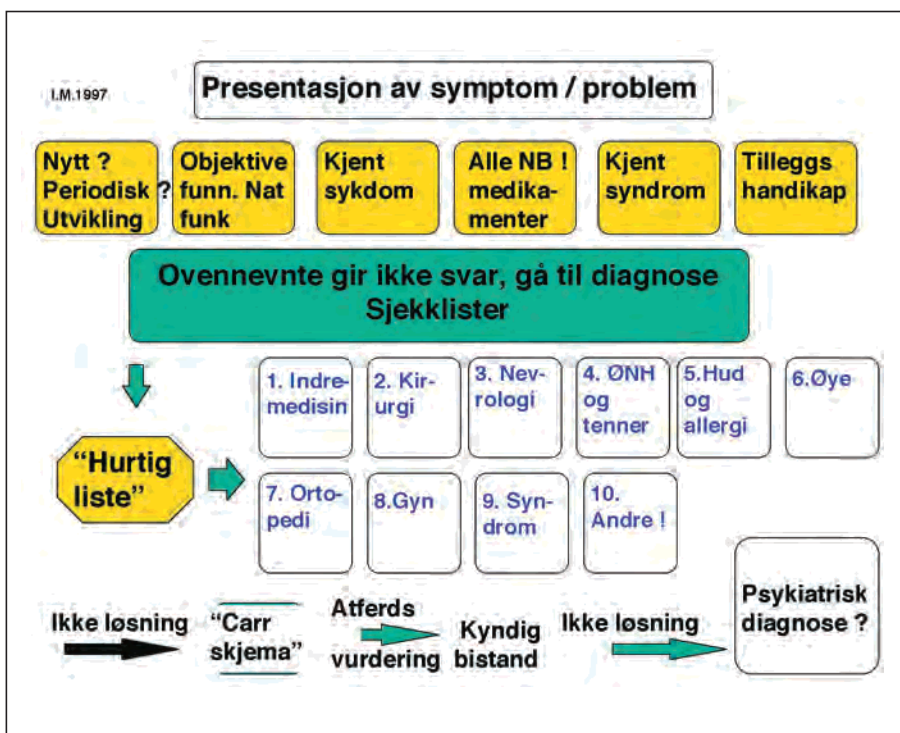 I.M.1997
Presentasjon av symptom / problem
Nytt ?
Periodisk ?
Utvikling
Objektive
funn. Nat
funk
Kjent
sykdom
Alle NB !
medika-
menter
Kjent
syndrom
Tilleggs
handikap
Ovennevnte gir ikke svar, gå til diagnose
Sjekklister
"Hurtig
liste"
1. Indre-
medisin
2. Kir-
urgi
3. Nev-
rologi
4. ØNH
og
tenner
5.Hud
og
allergi
6.Øye
7. Orto-
pedi
8.Gyn
9. Syn-
drom
10.
Andre !
Ikke løsning
"Carr
skjema"
Atferds
vurdering
Kyndig
bistand
Ikke løsning
Psykiatrisk
diagnose ?